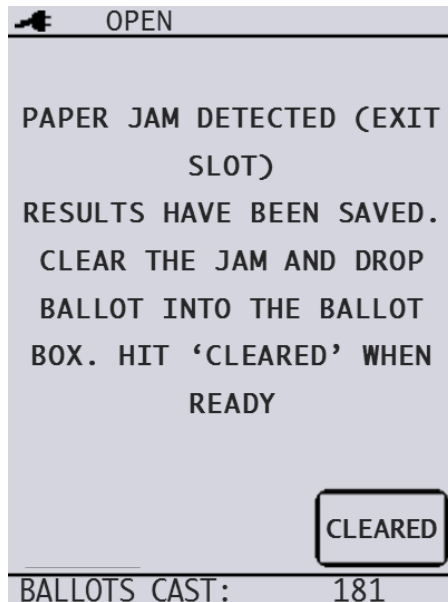 OPEN
PAPER JAM DETECTED (EXIT
SLOT)
RESULTS HAVE BEEN SAVED.
CLEAR THE JAM AND DROP
BALLOT INTO THE BALLOT
BOX. HIT ‘CLEARED’ WHEN
READY
CLEARED
BALLOTS CAST: 181